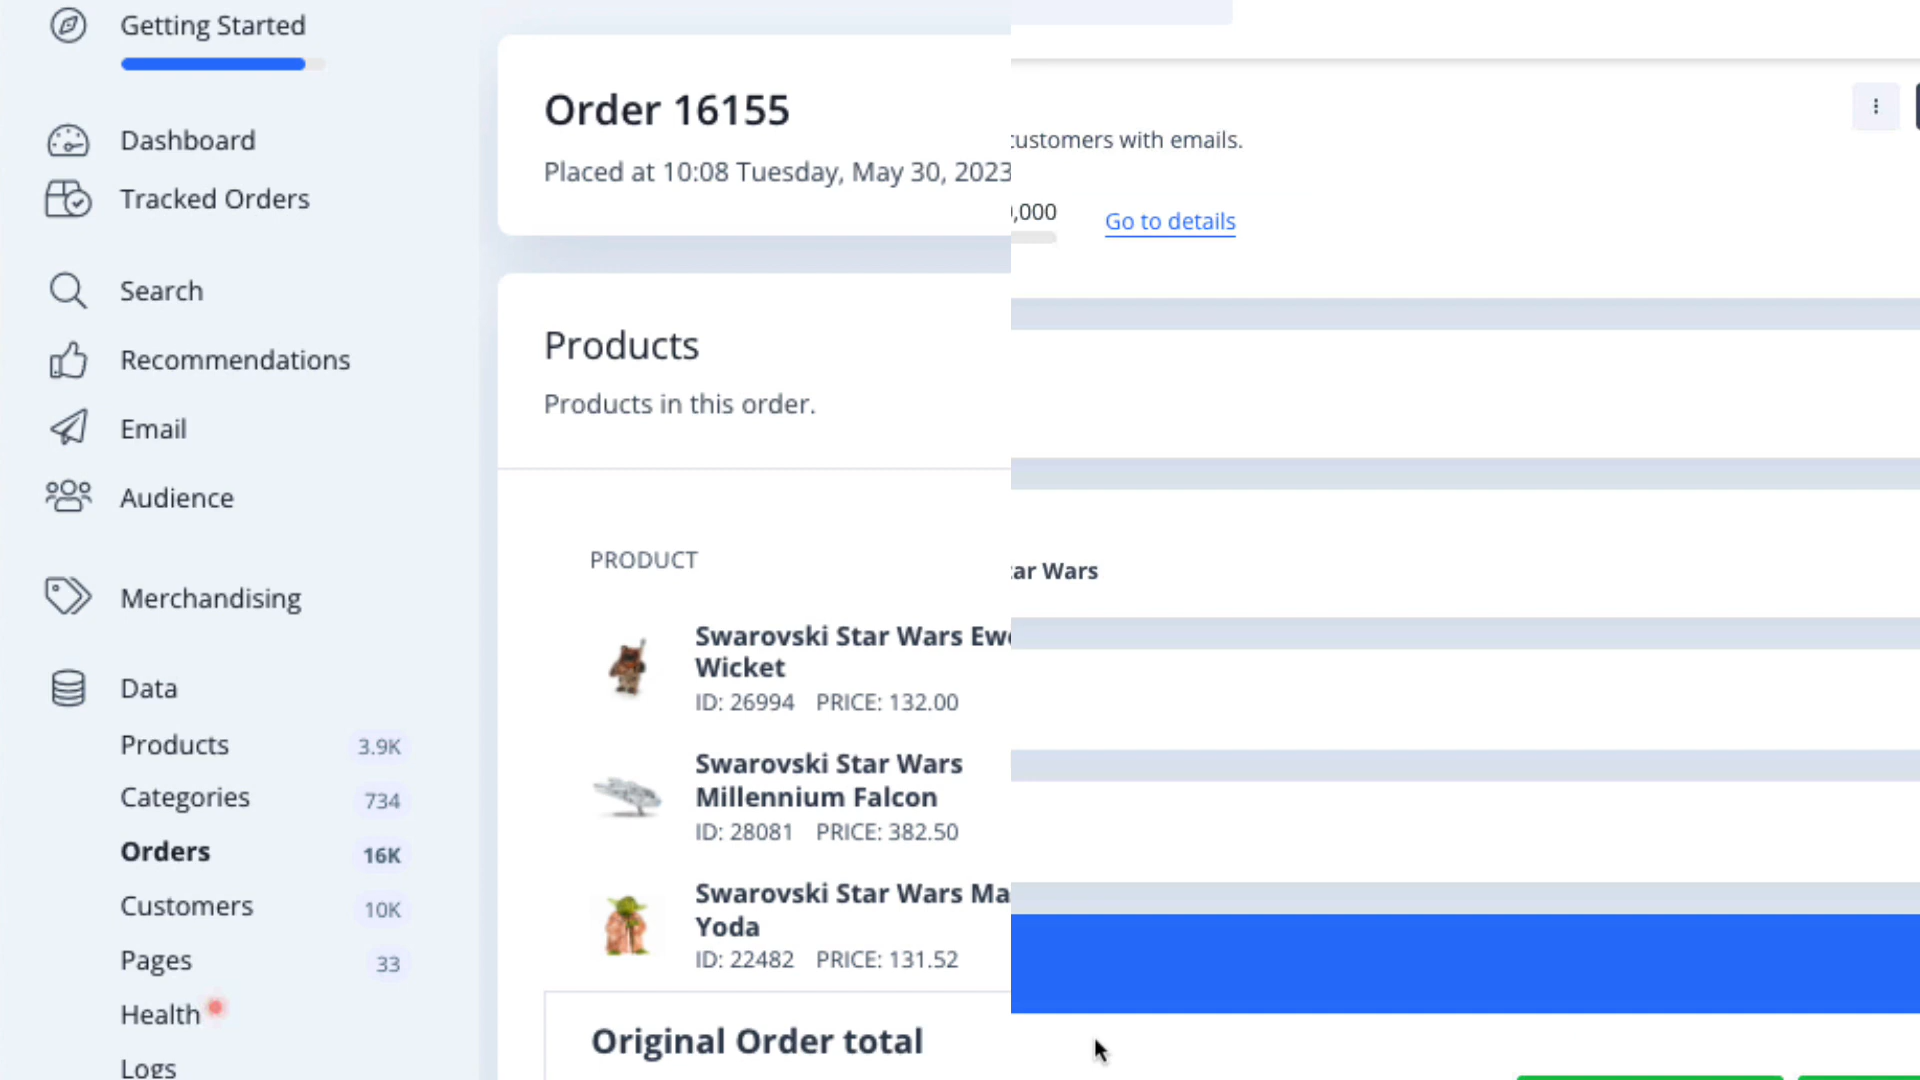 Getting Started
Dashboard
Tracked Orders
Search
Recommendations
Email
Audience
Merchandising
Data
Products 3.9K
Categories 734
Orders 16K
Customers 10K
Pages 33
Health
Logs
Order 16155
Placed at 10:08 Tuesday, May 30, 2023
Products
Products in this order.
PRODUCT
Swarovski Star Wars
Wicket
ID: 26994 PRICE: 132.00
Swarovski Star Wars
Millennium Falcon
ID: 28081 PRICE: 382.50
Swarovski Star Wars
Yoda
ID: 22482 PRICE: 131.52
Original Order total
customers with emails.
,000
Go to details
tar Wars